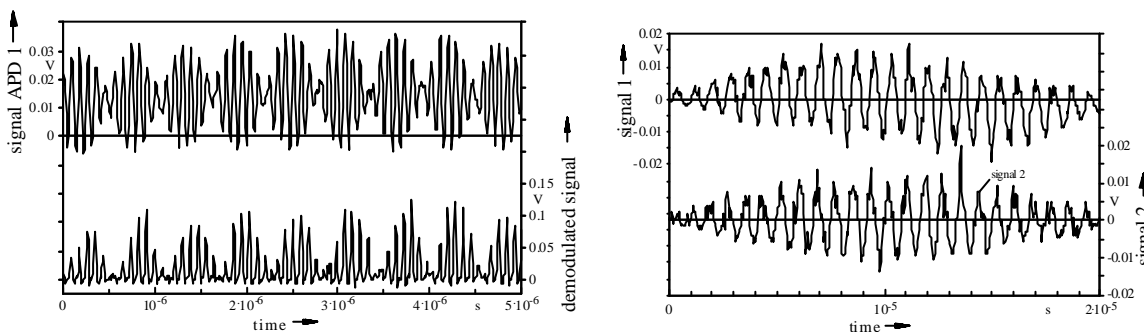 signal APD 1
0.03
V
0.02
0.01
0
demodulated signal
0.15
V
0.1
0.05
0
0
10⁻⁶
2·10⁻⁶
3·10⁻⁶
4·10⁻⁶
s
5·10⁻⁶
time
signal 1
0.02
V
0.01
0
-0.01
-0.02
signal 2
0.02
0.01
V
0
-0.01
-0.02
signal 2
0
10⁻⁵
s
2·10⁻⁵
time